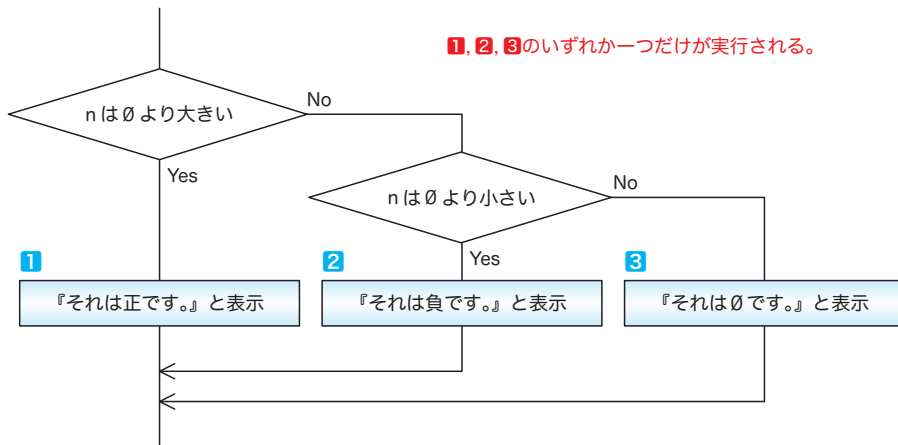 1, 2, 3のいずれか一つだけが実行される。
nは0より大きい
No
Yes
nは0より小さい
No
Yes
1
2
3
『それは正です。』と表示
『それは負です。』と表示
『それは0です。』と表示